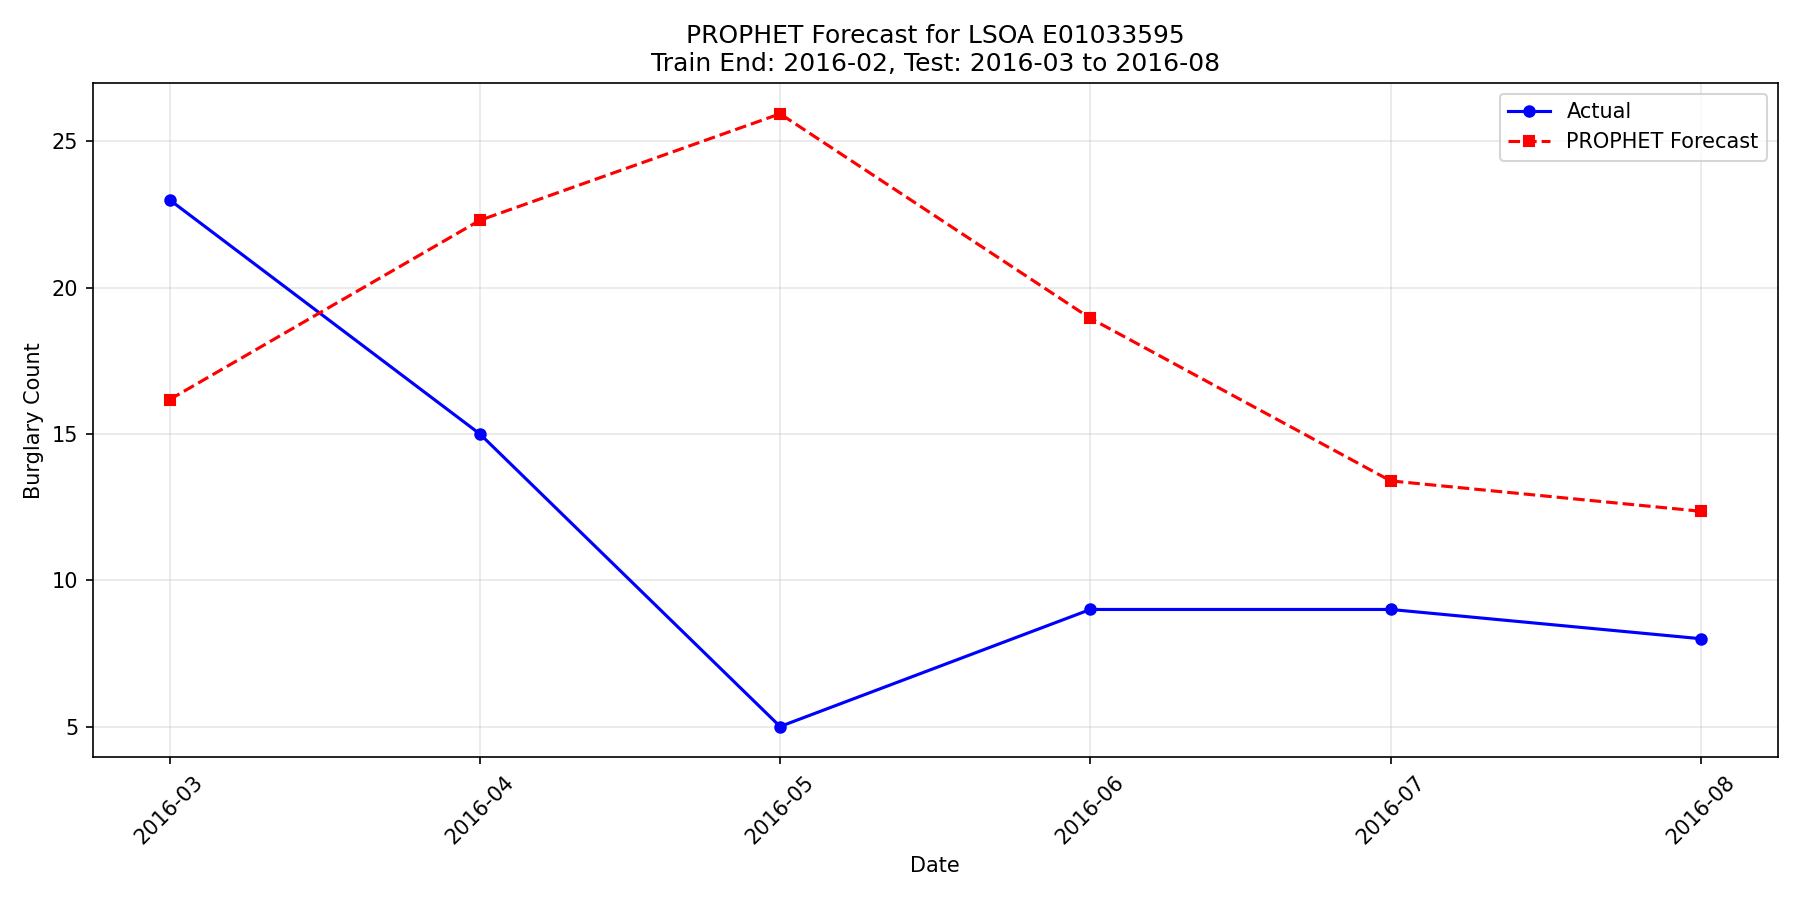 PROPHET Forecast for LSOA E01033595
Train End: 2016-02, Test: 2016-03 to 2016-08
Actual
PROPHET Forecast
Burglary Count
25
20
15
10
5
2016-03
2016-04
2016-05
2016-06
2016-07
2016-08
Date